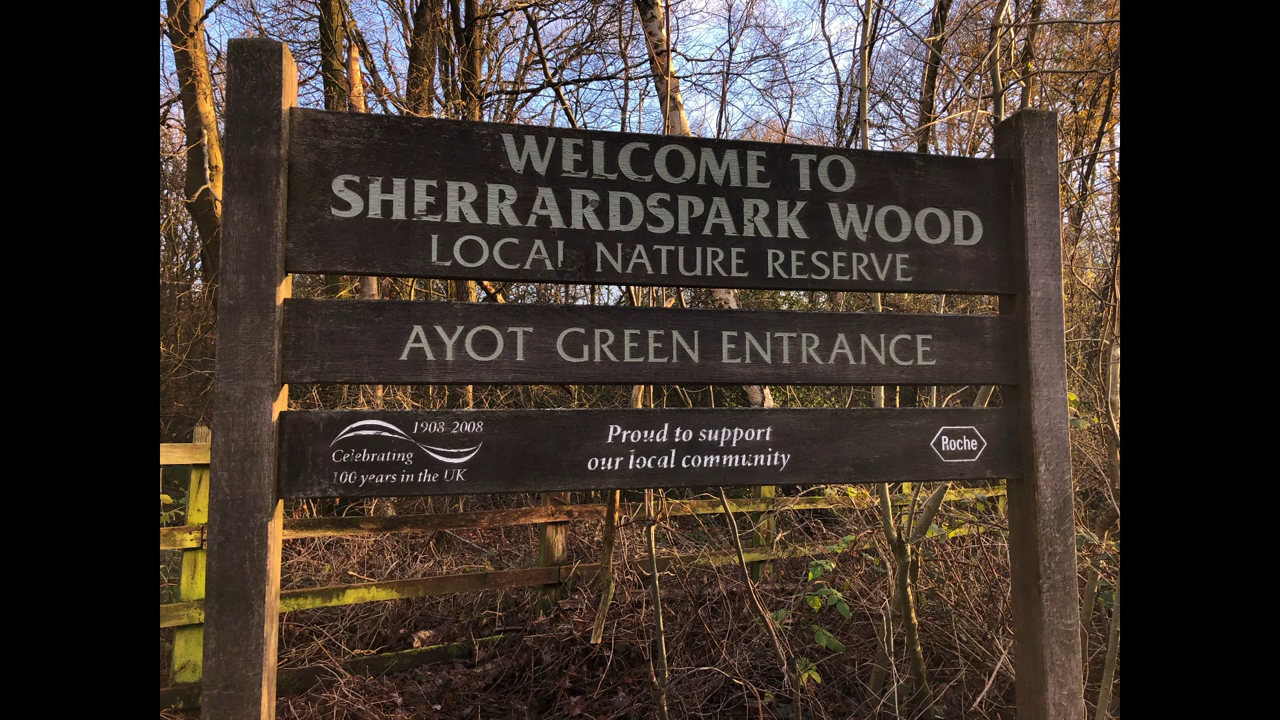 WELCOME TO
SHERRARDSPARK WOOD
LOCAL NATURE RESERVE
AYOT GREEN ENTRANCE
1908-2008
Celebrating
100 years in the UK
Proud to support
our local community
Roche